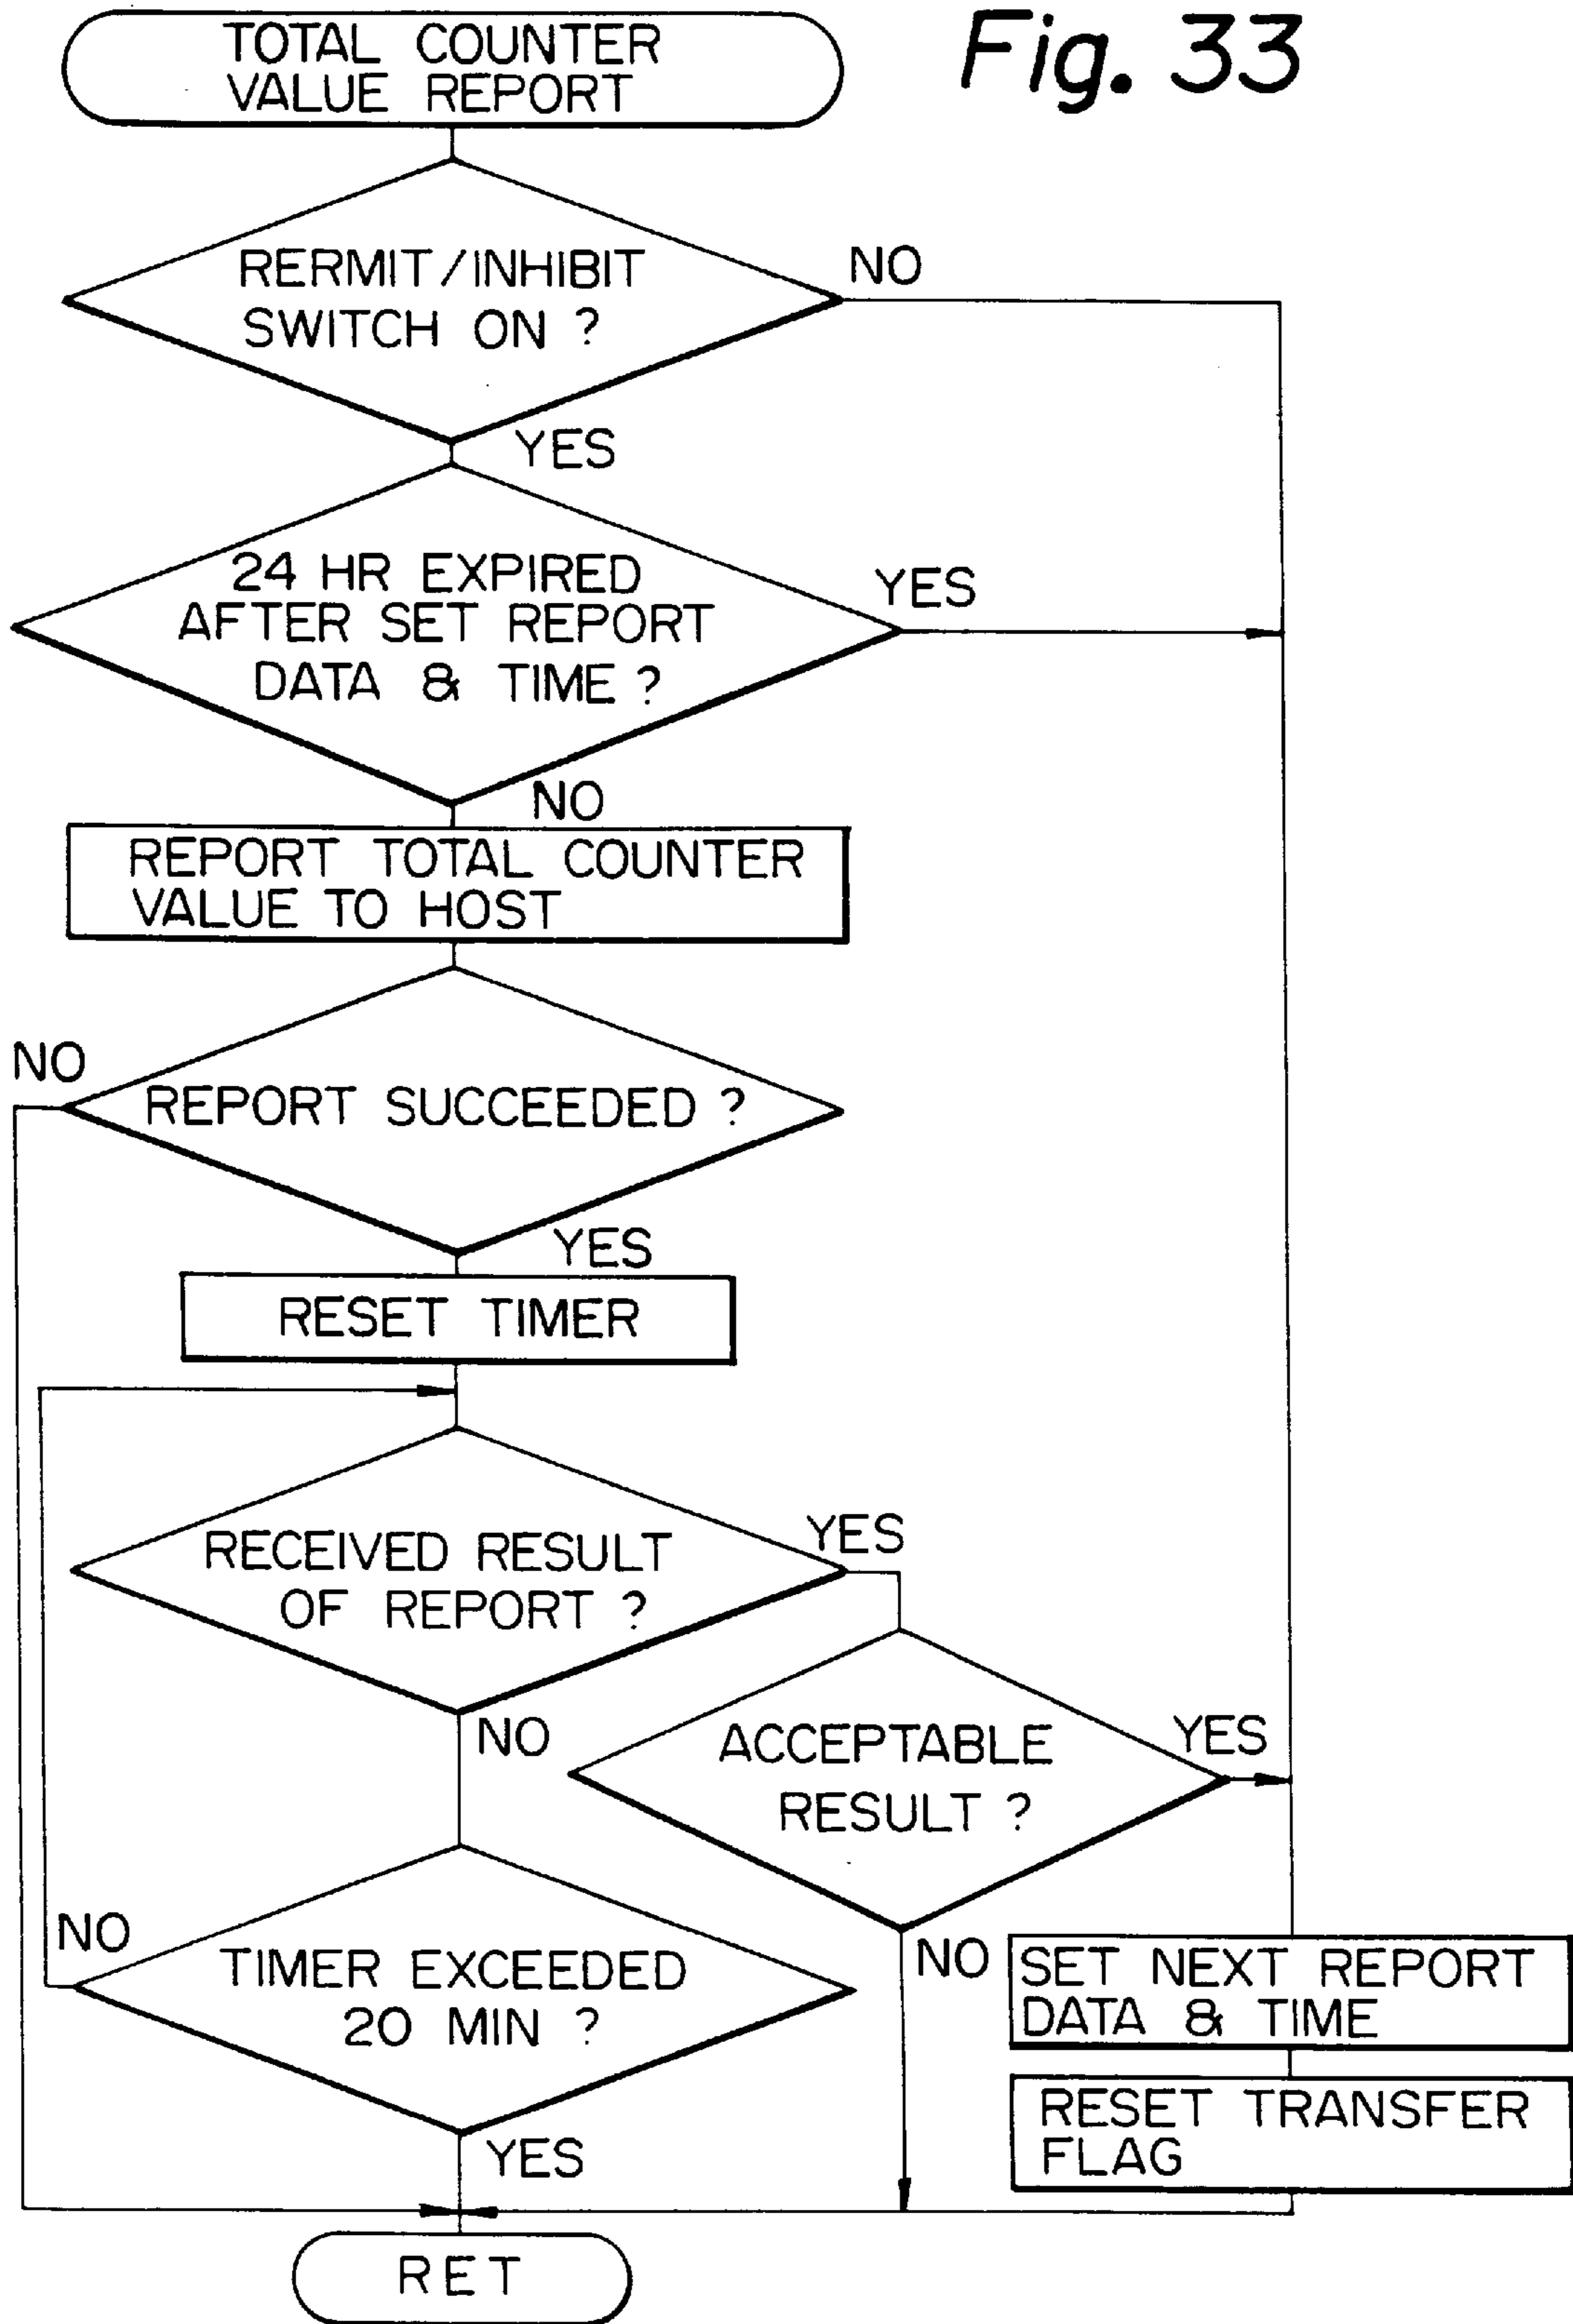 Fig. 33
TOTAL COUNTER
VALUE REPORT
RERMIT/INHIBIT
SWITCH ON ?
NO
YES
24 HR EXPIRED
AFTER SET REPORT
DATA & TIME ?
YES
NO
REPORT TOTAL COUNTER
VALUE TO HOST
NO
REPORT SUCCEEDED ?
YES
RESET TIMER
RECEIVED RESULT
OF REPORT ?
YES
NO
ACCEPTABLE
RESULT ?
YES
NO
NO
TIMER EXCEEDED
20 MIN ?
YES
SET NEXT REPORT
DATA & TIME
RESET TRANSFER
FLAG
RET